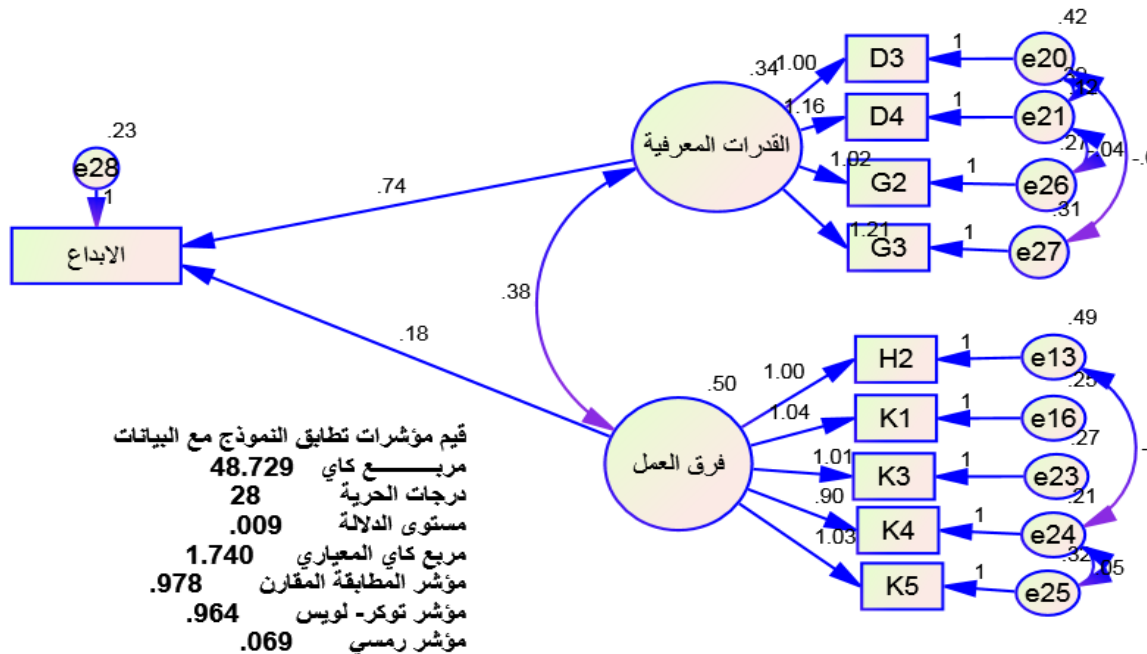 .42
.34
1.00
1
D3
e20
.12
1.16
1
D4
e21
القدرات المعرفية
.27
.04
1.02
1
G2
e26
.31
1.21
1
G3
e27
.23
e28
1
.74
الابداع
.38
.18
.49
1.00
1
H2
e13
.50
.25
1.04
1
K1
e16
.27
1.01
1
K3
e23
فرق العمل
.21
.90
1
K4
e24
.32
.05
1.03
1
K5
e25
قيم مؤشرات تطابق النموذج مع البيانات
مربـــــــع كاي 48.729
درجات الحرية 28
مستوى الدلالة .009
مربع كاي المعياري 1.740
مؤشر المطابقة المقارن .978
مؤشر توكر- لويس .964
مؤشر رمسي .069